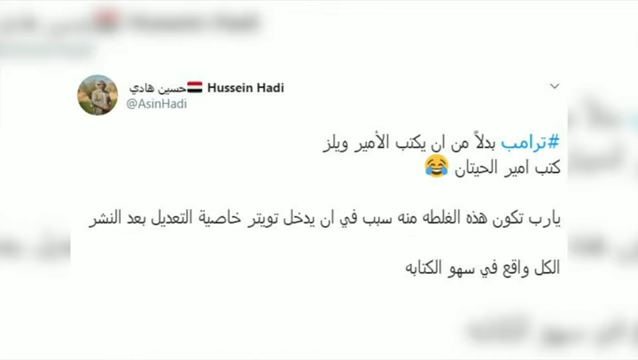 حسين هادي Hussein Hadi
@AsinHadi
#ترامب بدلاً من ان يكتب الأمير ويلز
كتب امير الحيتان 😂
يارب تكون هذه الغلطه منه سبب في ان يدخل تويتر خاصية التعديل بعد النشر
الكل واقع في سهو الكتابه